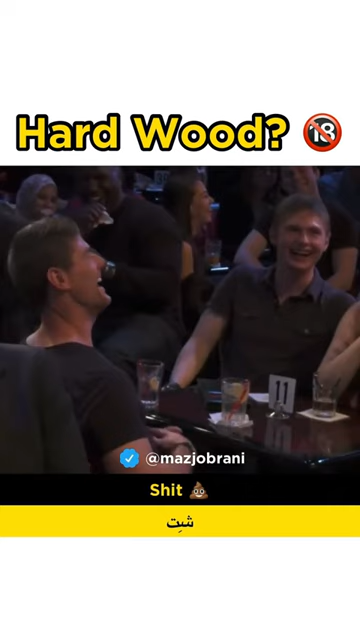 Hard Wood? 🔞
@mazjobrani
11
Shit 💩
شِت